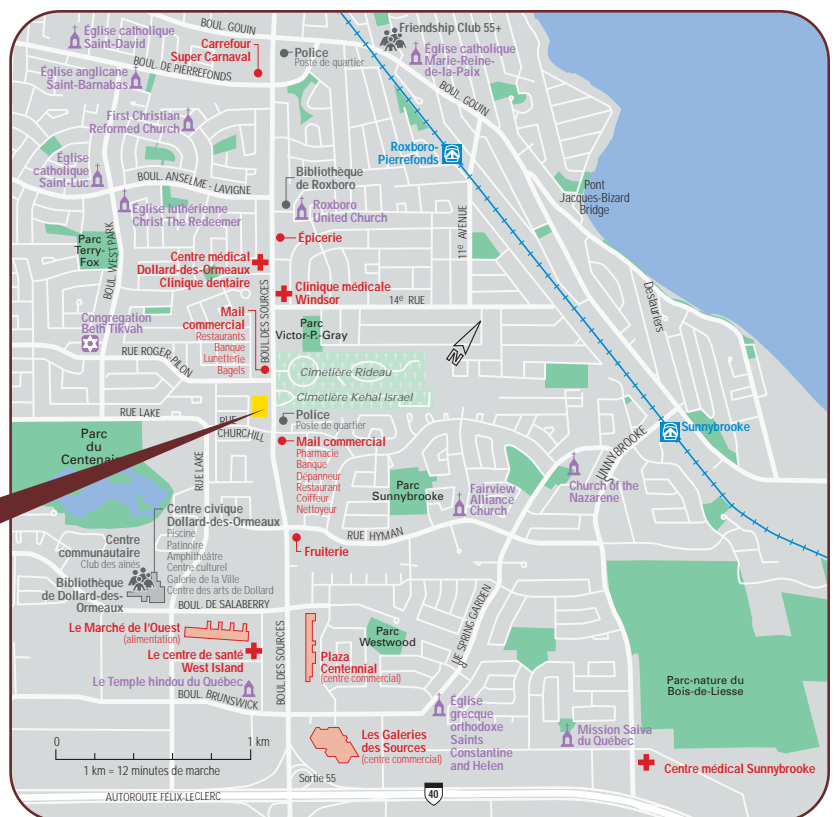 BOUL. GOUIN
Église catholique
Saint-David
Carrefour
Super Carnaval
Police
Poste de quartier
Friendship Club 55+
Église catholique
Marie-Reine-
de-la-Paix
BOUL. DE PIERREFONDS
Église anglicane
Saint-Barnabas
BOUL. GOUIN
First Christian
Reformed Church
Roxboro-
Pierrefonds
Église
catholique
Saint-Luc
BOUL. ANSELME - LAVIGNE
Bibliothèque
de Roxboro
Pont
Jacques-Bizard
Bridge
Église luthérienne
Christ The Redeemer
Roxboro
United Church
11e AVENUE
Parc
Terry-
Fox
BOUL. WEST PARK
Épicerie
Centre médical
Dollard-des-Ormeaux
Clinique dentaire
Clinique médicale
Windsor
14e RUE
BOUL. DES SOURCES
Deslauriers
Mail
commercial
Restaurants
Banque
Lunetterie
Bagels
Congregation
Beth Tikvah
Parc
Victor-P.-Gray
N
RUE ROGER-PILON
Cimetière Rideau
Cimetière Kehal Israel
RUE LAKE
RUE
CHURCHILL
Police
Poste de quartier
Sunnybrooke
SUNNYBROOKE
Parc
du
Centenaire
RUE LAKE
Mail commercial
Pharmacie
Banque
Dépanneur
Restaurant
Coiffeur
Nettoyeur
Parc
Sunnybrooke
Fairview
Alliance
Church
Church of the
Nazarene
Centre civique
Dollard-des-Ormeaux
Piscine
Patinoire
Amphithéâtre
Centre culturel
Galerie de la Ville
Centre des arts de Dollard
RUE HYMAN
Centre
communautaire
Club des aînés
Fruiterie
Bibliothèque
de Dollard-des-
Ormeaux
BOUL. DE SALABERRY
Le Marché de l'Ouest
(alimentation)
Le centre de santé
West Island
Le Temple hindou du Québec
BOUL. BRUNSWICK
BOUL.DES SOURCES
Plaza
Centennial
(centre commercial)
Parc
Westwood
UE SPRING GARDEN
Parc-nature du
Bois-de-Liesse
Église
grecque
orthodoxe
Saints
Constantine
and Helen
Mission Saiva
du Québec
Les Galeries
des Sources
(centre commercial)
0
1 km
1 km = 12 minutes de marche
Sortie 55
Centre médical Sunnybrooke
AUTOROUTE FÉLIX-LECLERC
40